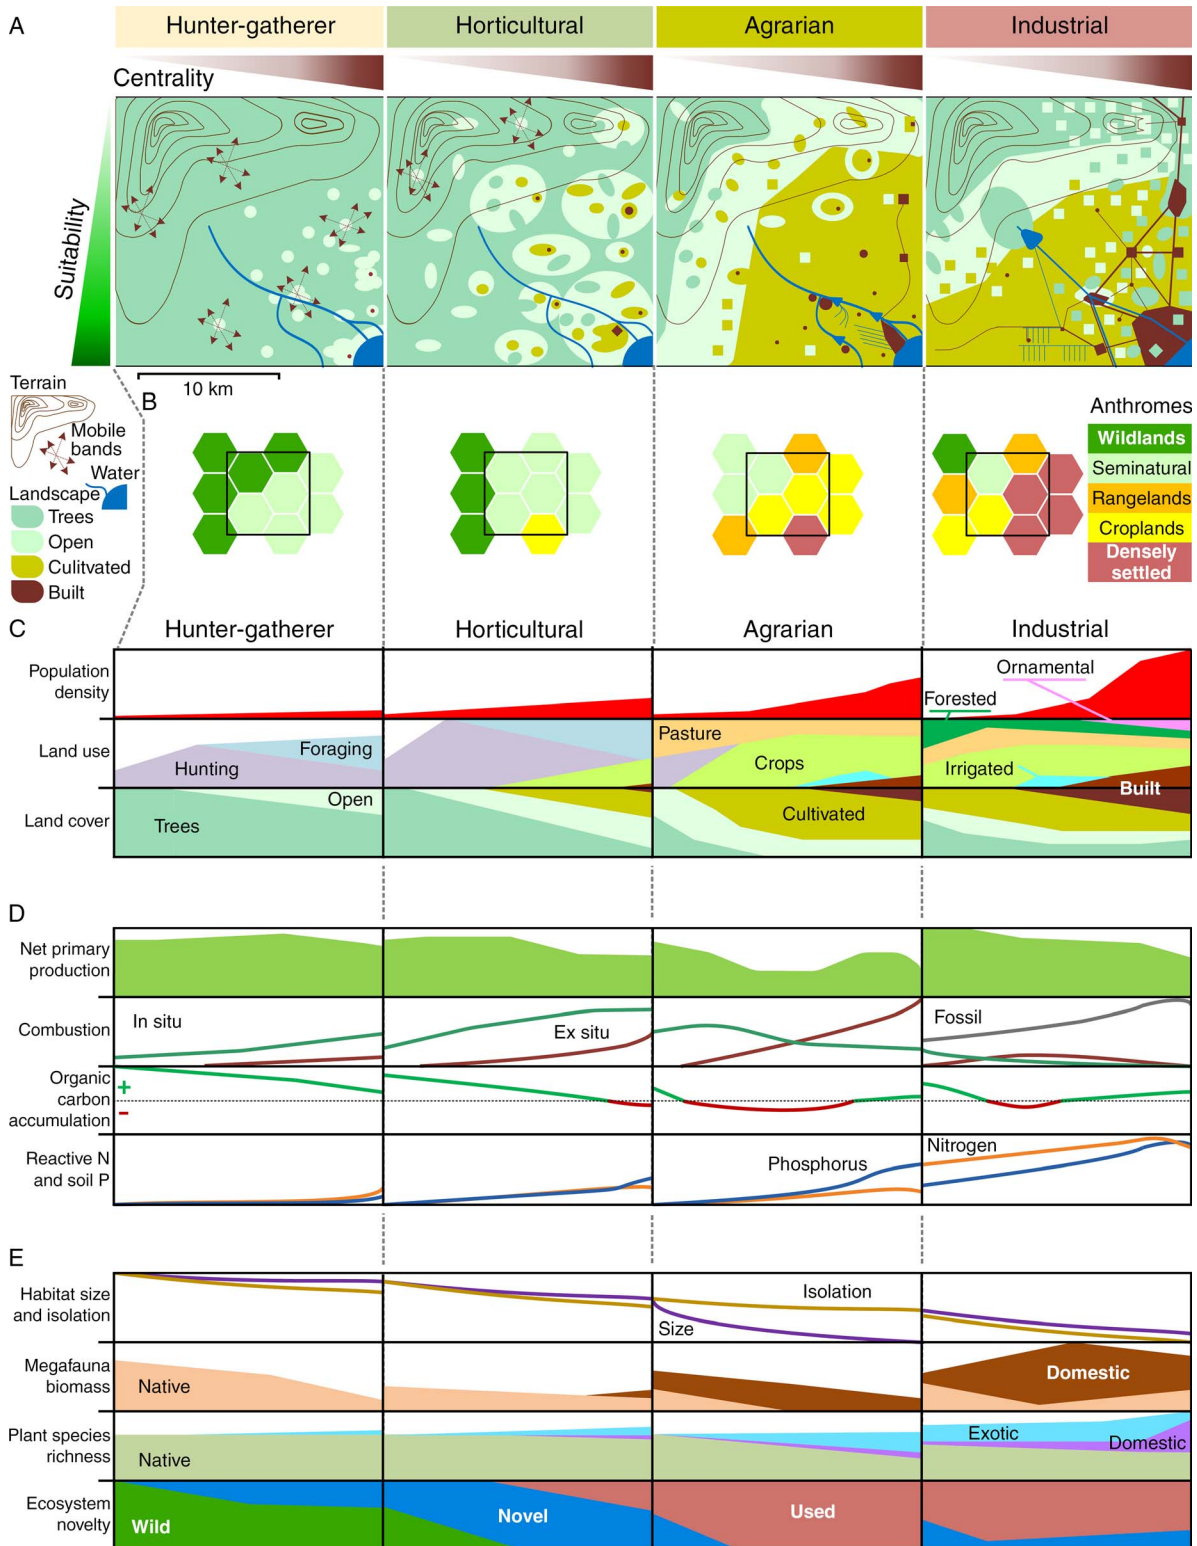 A
Hunter-gatherer
Horticultural
Agrarian
Industrial
Centrality
Suitability
10 km
Terrain
Mobile
bands
Water
Landscape
Trees
Open
Culitvated
Built
B
Anthromes
Wildlands
Seminatural
Rangelands
Croplands
Densely
settled
C
Hunter-gatherer
Horticultural
Agrarian
Industrial
Population
density
Ornamental
Forested
Land use
Foraging
Hunting
Pasture
Crops
Irrigated
Built
Land cover
Open
Trees
Cultivated
D
Net primary
production
Combustion
In situ
Ex situ
Fossil
Organic
carbon
accumulation
+
–
Reactive N
and soil P
Phosphorus
Nitrogen
E
Habitat size
and isolation
Isolation
Size
Megafauna
biomass
Native
Domestic
Plant species
richness
Native
Exotic
Domestic
Ecosystem
novelty
Wild
Novel
Used